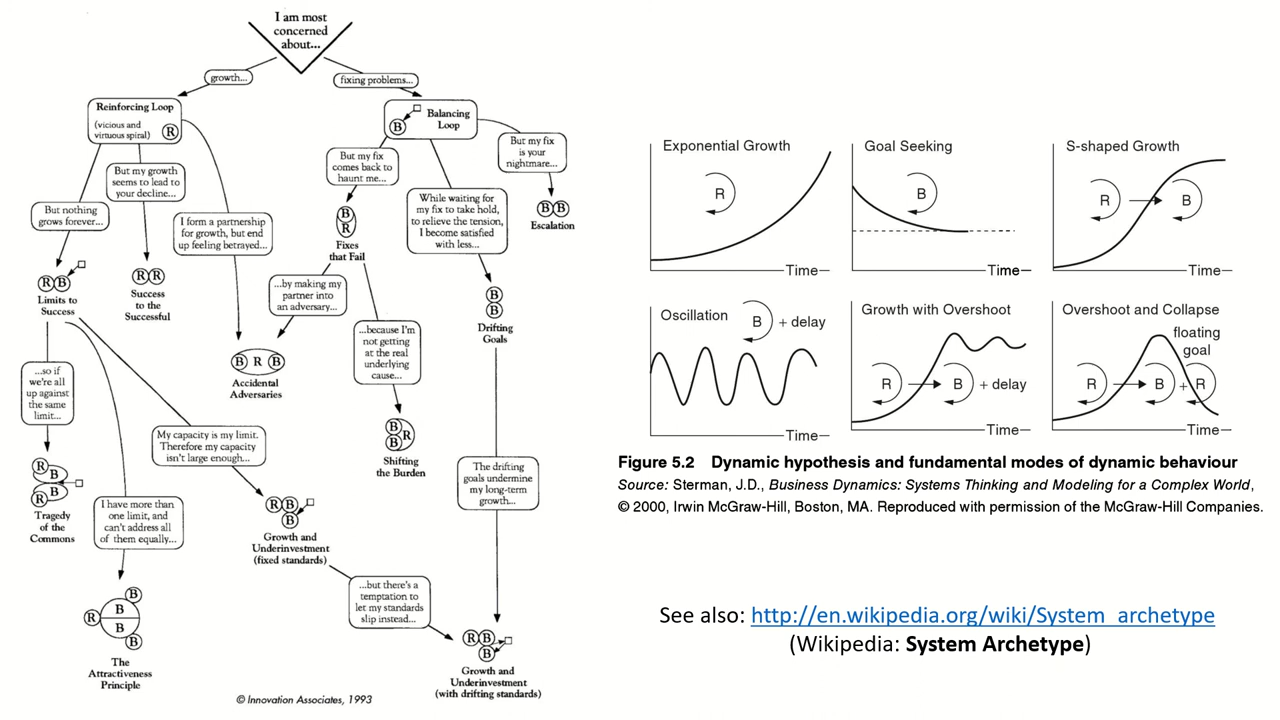 I am most
concerned
about...
growth...
fixing problems...
Reinforcing Loop
(vicious and
virtuous spiral)
R
B
Balancing
Loop
But nothing
grows forever...
But my growth
seems to lead to
your decline...
I form a partnership
for growth, but end
up feeling betrayed...
But my fix
comes back to
haunt me...
While waiting for
my fix to take hold,
to relieve the tension,
I become satisfied
with less...
But my fix
is your
nightmare...
R B
Limits to
Success
R R
Success
to the
Successful
B
R
Fixes
that Fail
B B
Escalation
...by making my
partner into
an adversary...
...because I'm
not getting
at the real
underlying
cause...
B
B
Drifting
Goals
B R B
Accidental
Adversaries
...so if
we're all
up against
the same
limit...
My capacity is my limit.
Therefore my capacity
isn't large enough...
B
B
R
Shifting
the Burden
R
B
B
R
Tragedy
of the
Commons
I have more than
one limit, and
can't address all
of them equally...
The drifting
goals undermine
my long-term
growth...
R B
B
Growth and
Underinvestment
(fixed standards)
...but there's a
temptation to
let my standards
slip instead...
B
R
B
B
B
The
Attractiveness
Principle
R B
B
Growth and
Underinvestment
(with drifting standards)
© Innovation Associates, 1993
Exponential Growth
R
Time
Goal Seeking
B
Time
S-shaped Growth
R B
Time
Oscillation
B + delay
Time
Growth with Overshoot
R B + delay
Time
Overshoot and Collapse
floating
goal
R B + R
Time
Figure 5.2 Dynamic hypothesis and fundamental modes of dynamic behaviour
Source: Sterman, J.D., Business Dynamics: Systems Thinking and Modeling for a Complex World,
© 2000, Irwin McGraw-Hill, Boston, MA. Reproduced with permission of the McGraw-Hill Companies.
See also: http://en.wikipedia.org/wiki/System_archetype
(Wikipedia: System Archetype)